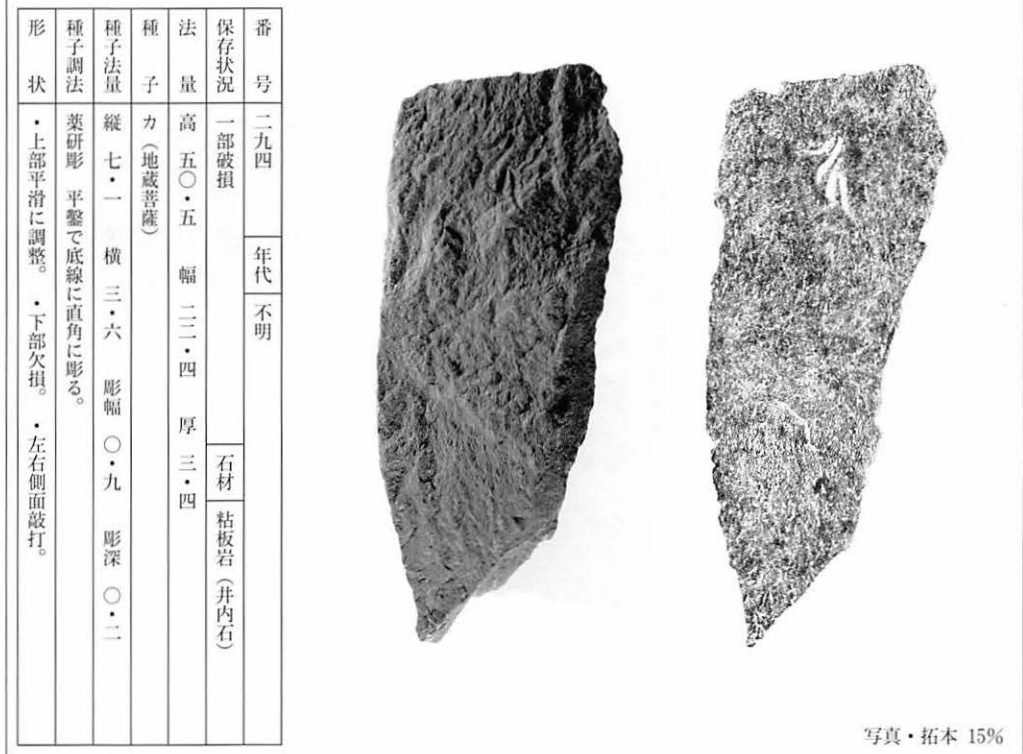 番号 二九四 年代 不明
保存状況 一部破損 石材 粘板岩（井内石）
法量 高 五〇・五 幅 二二・四 厚 三・四
種子 カ（地蔵菩薩）
種子法量 縦 七・一 横 三・六 彫幅 〇・九 彫深 〇・二
種子調法 薬研彫 平鑿で底線に直角に彫る。
形状 ・上部平滑に調整。 ・下部欠損。 ・左右側面敲打。
写真・拓本 15%